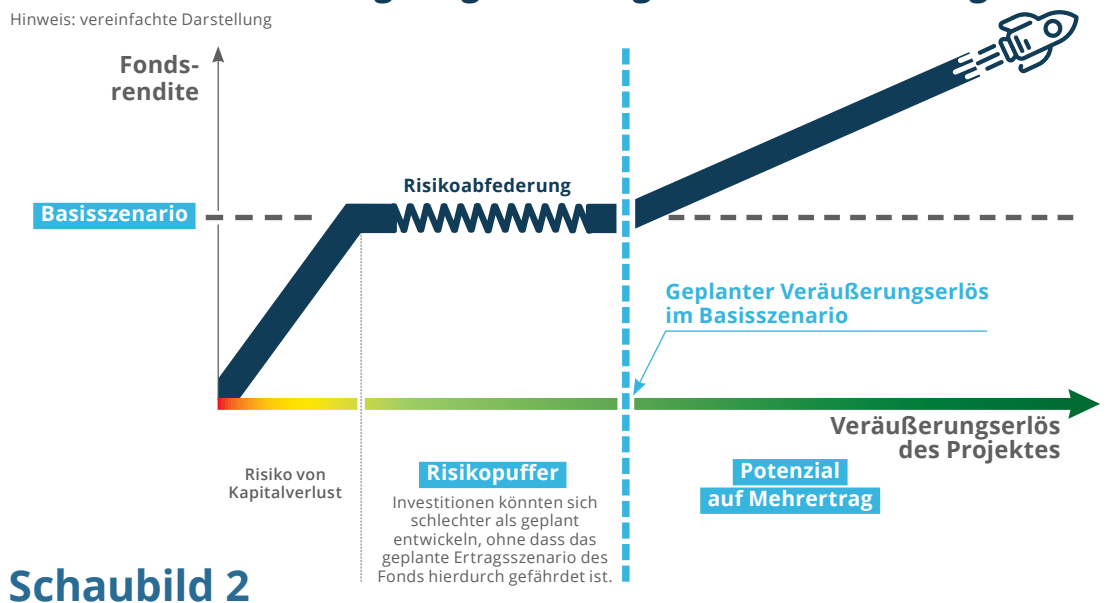 Hinweis: vereinfachte Darstellung
Fonds-
rendite
Risikoabfederung
Basisszenario
Geplanter Veräußerungserlös
im Basisszenario
Veräußerungserlös
des Projektes
Risiko von
Kapitalverlust
Risikopuffer
Investitionen könnten sich
schlechter als geplant
entwickeln, ohne dass das
geplante Ertragsszenario des
Fonds hierdurch gefährdet ist.
Potenzial
auf Mehrertrag
Schaubild 2